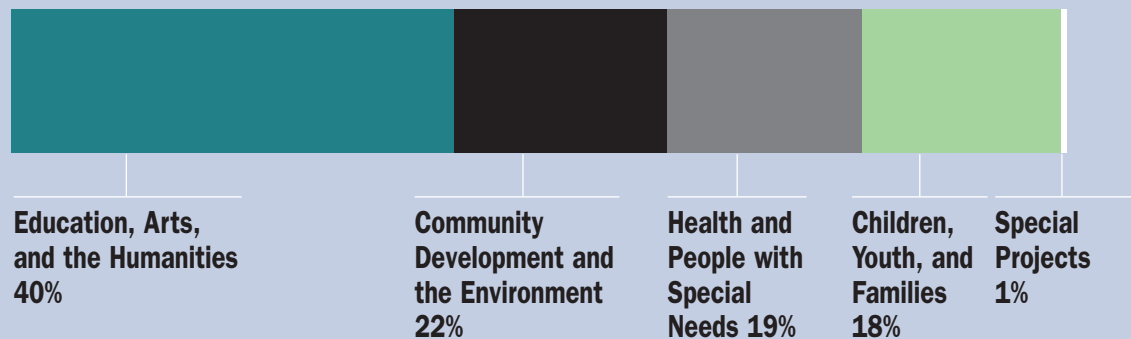 Education, Arts,
and the Humanities
40%
Community
Development and
the Environment
22%
Health and
People with
Special
Needs 19%
Children,
Youth, and
Families
18%
Special
Projects
1%